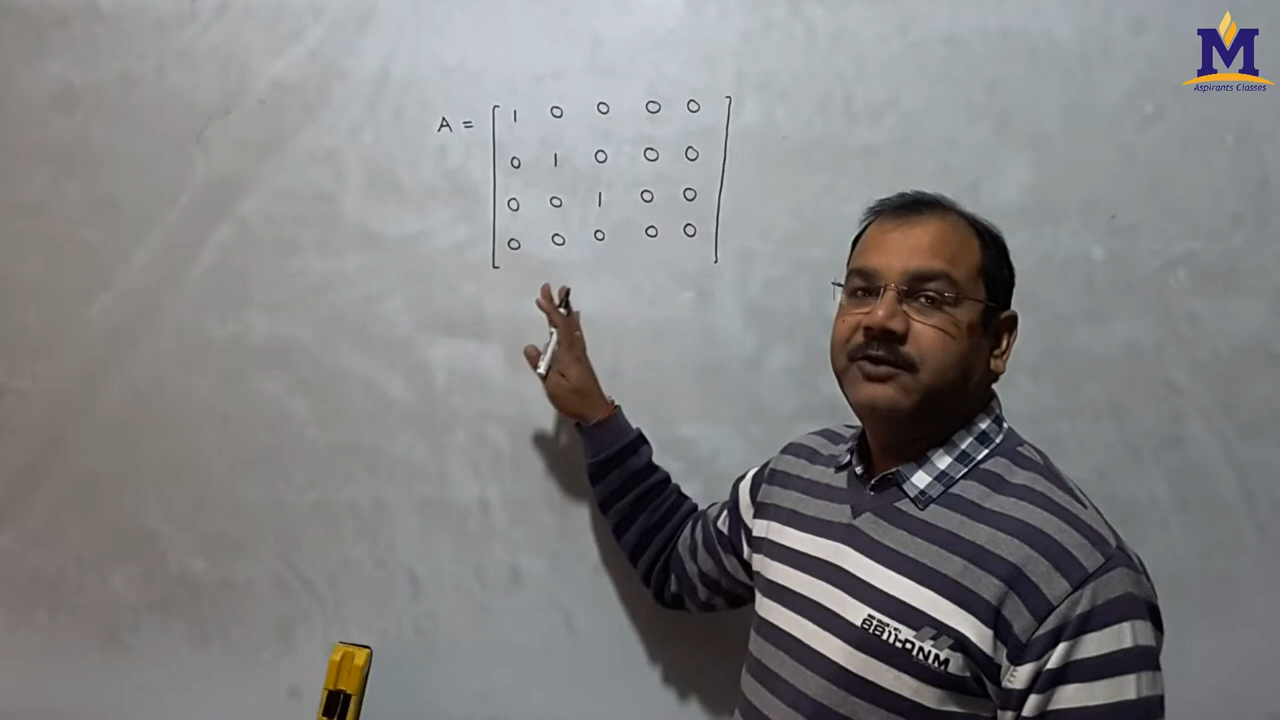 M
Aspirants Classes
A = [ 1 0 0 0 0
0 1 0 0 0
0 0 1 0 0
0 0 0 0 0 ]